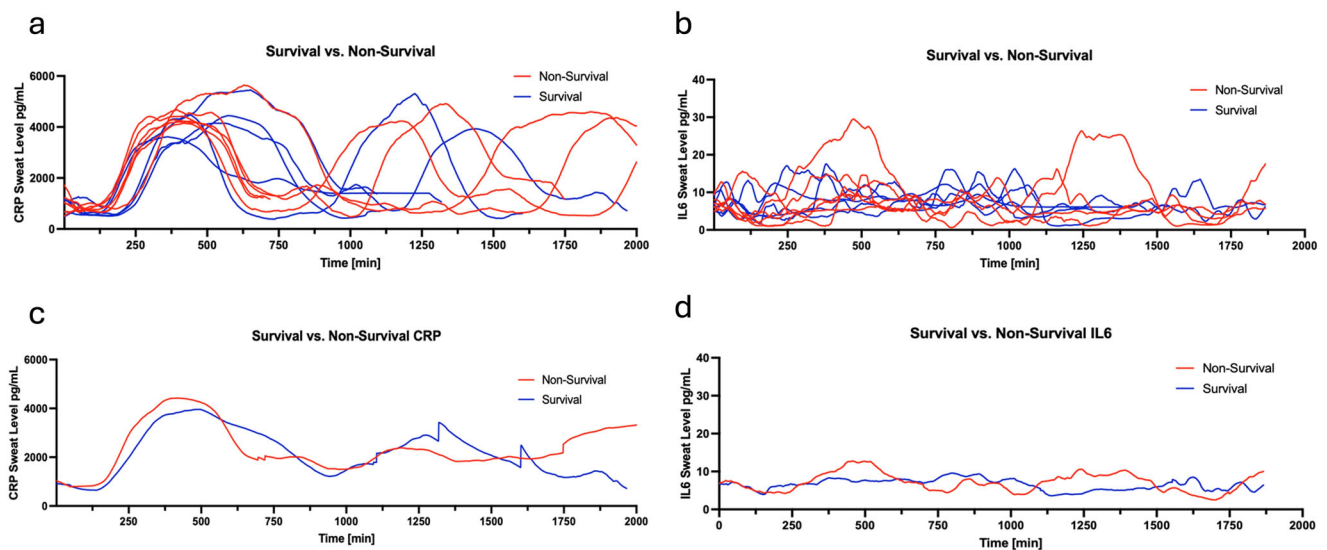 a
Survival vs. Non-Survival
CRP Sweat Level pg/mL
6000
4000
2000
0
Non-Survival
Survival
250
500
750
1000
1250
1500
1750
2000
Time [min]
b
Survival vs. Non-Survival
IL6 Sweat Level pg/mL
40
30
20
10
0
Non-Survival
Survival
250
500
750
1000
1250
1500
1750
2000
Time [min]
c
Survival vs. Non-Survival CRP
CRP Sweat Level pg/mL
6000
4000
2000
0
Non-Survival
Survival
250
500
750
1000
1250
1500
1750
2000
Time [min]
d
Survival vs. Non-Survival IL6
IL6 Sweat Level pg/mL
40
30
20
10
0
Non-Survival
Survival
0
250
500
750
1000
1250
1500
1750
2000
Time [min]